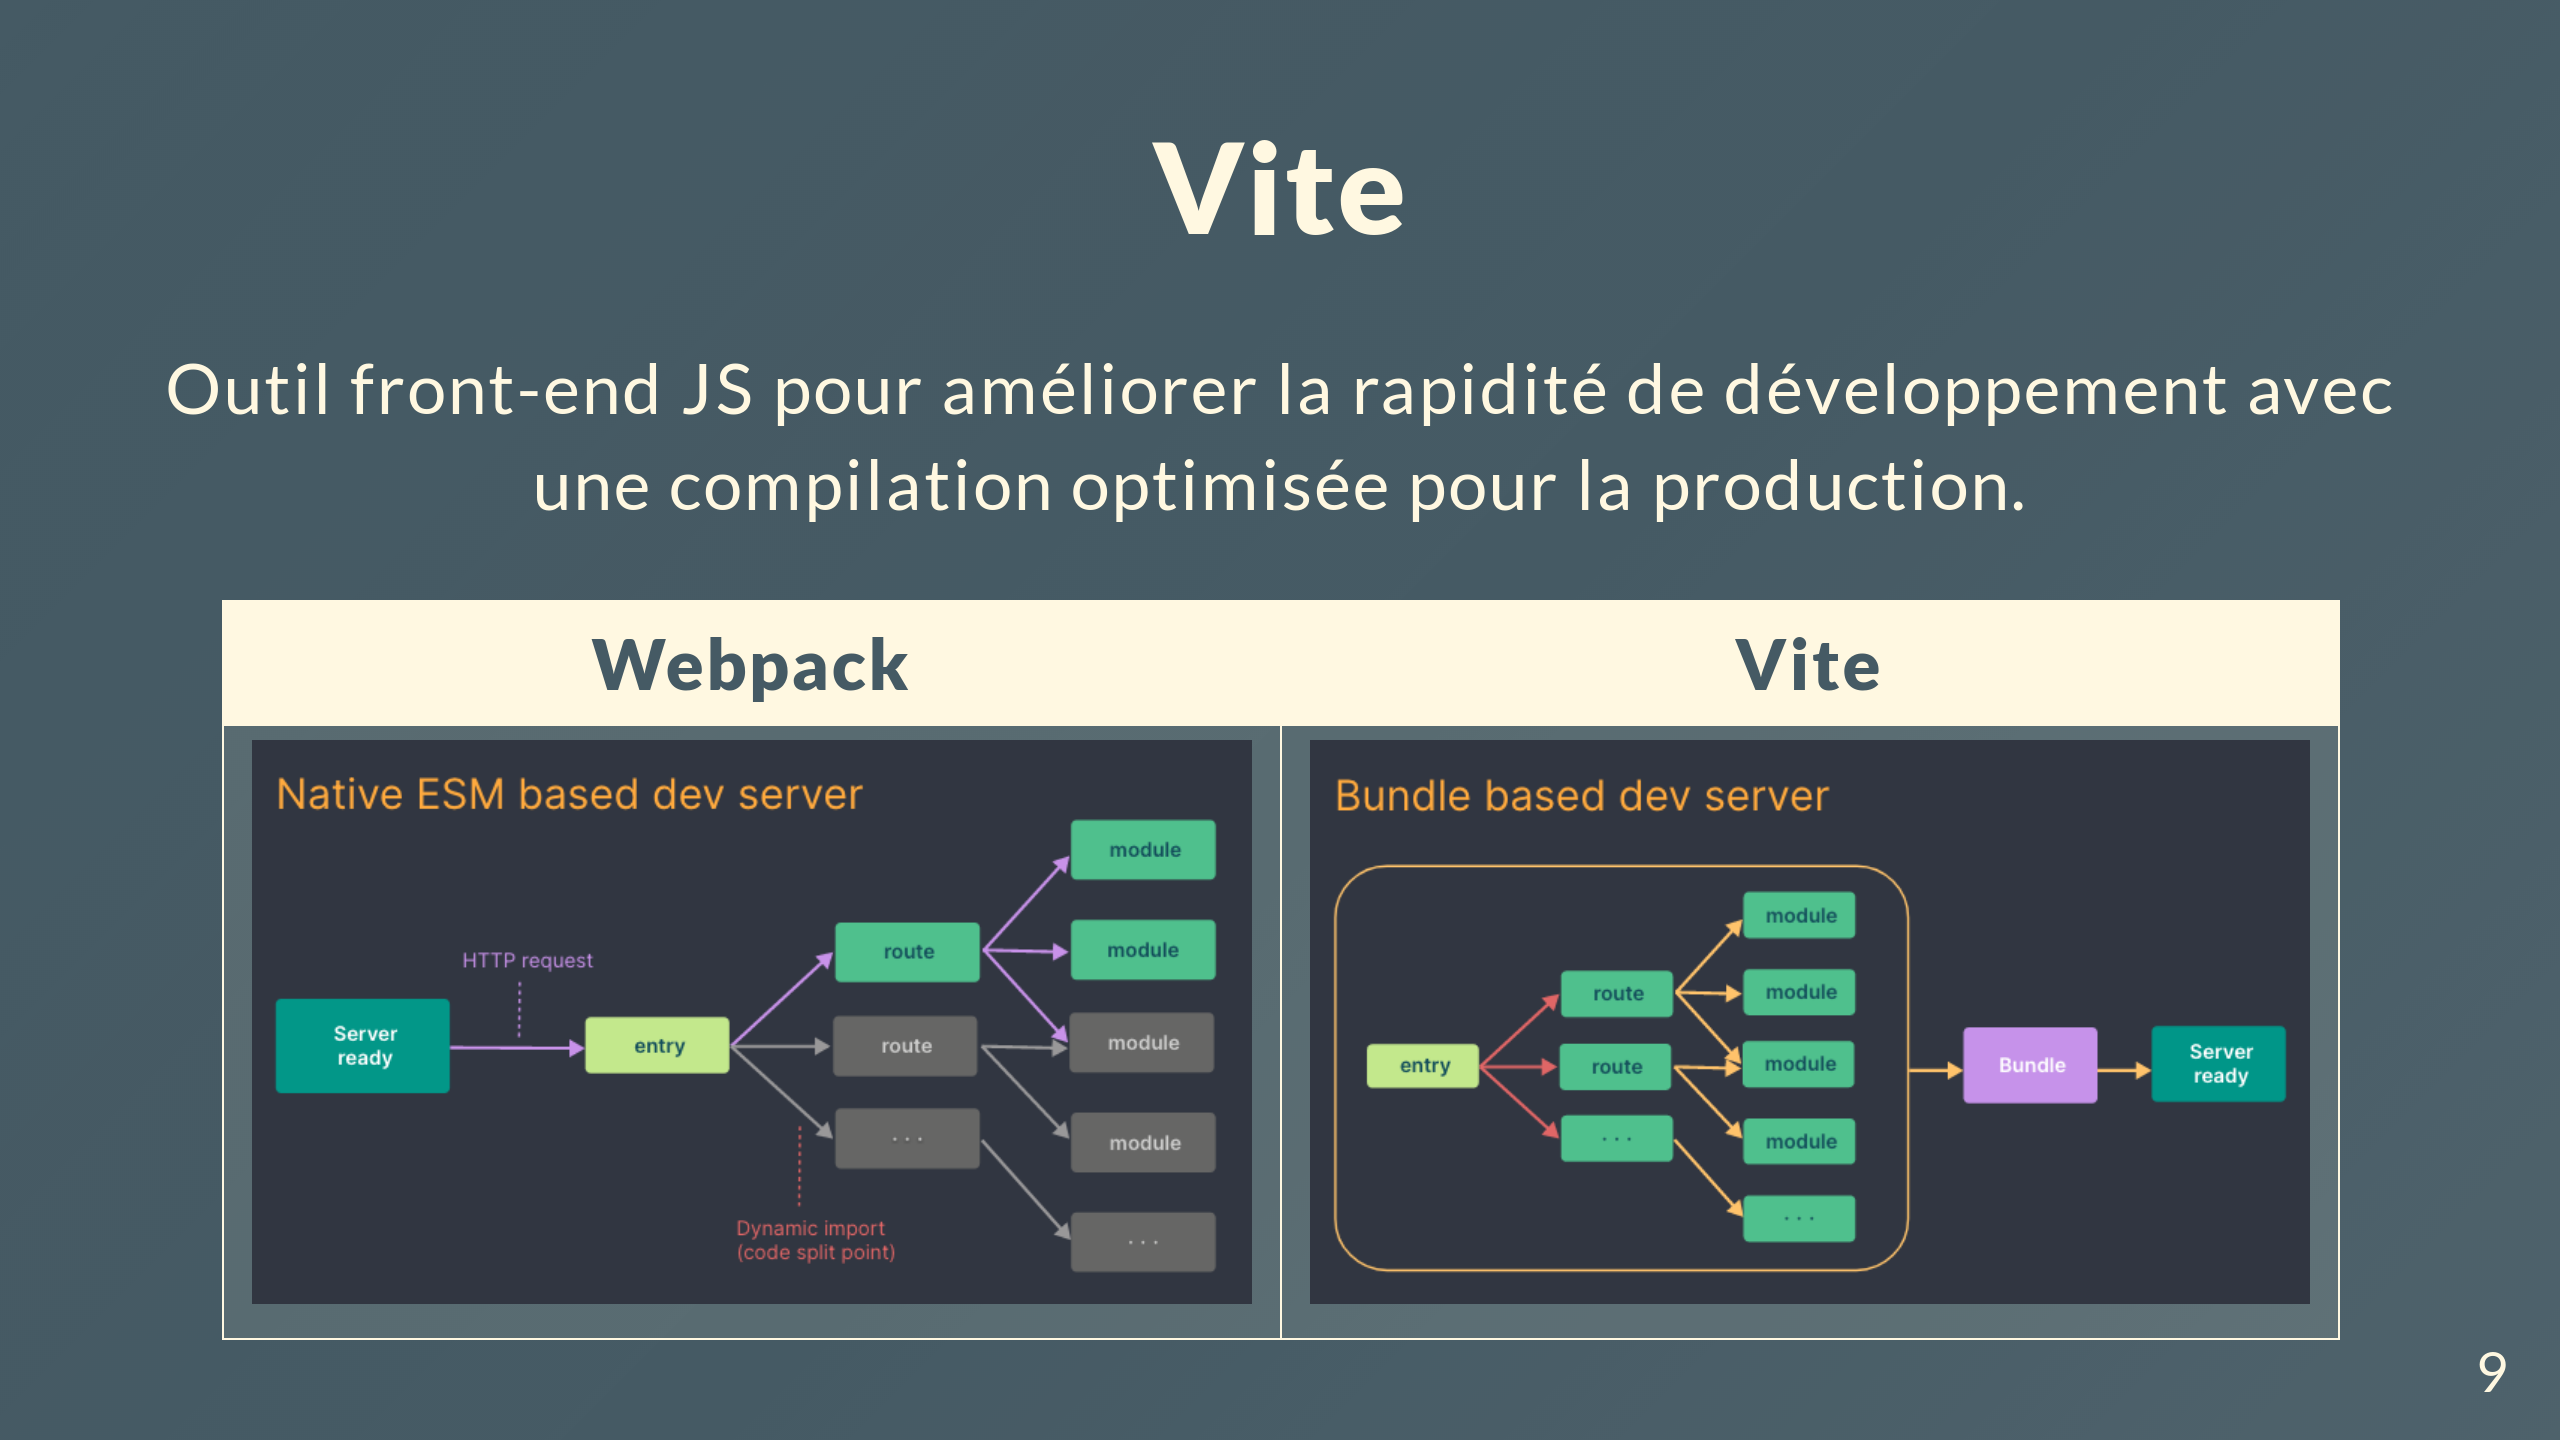 Vite
Outil front-end JS pour améliorer la rapidité de développement avec
une compilation optimisée pour la production.
Webpack
Vite
Native ESM based dev server
module
route
module
HTTP request
Server
ready
entry
route
module
· · ·
module
Dynamic import
(code split point)
· · ·
Bundle based dev server
module
route
module
entry
route
module
Bundle
Server
ready
· · ·
module
· · ·
9